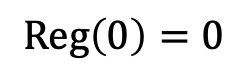 Reg(0) = 0